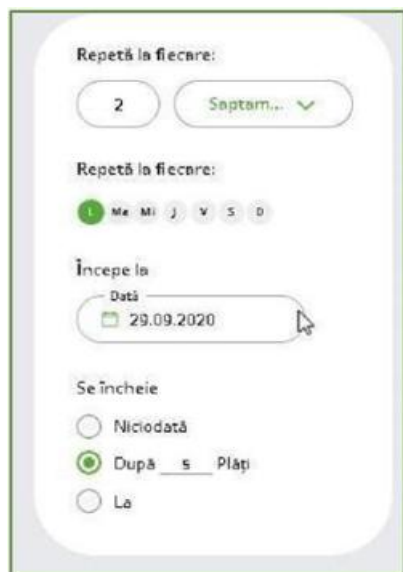 Repetă la fiecare:
2 Saptam...
Repetă la fiecare:
L Ma Mi J V S D
Începe la
Dată
29.09.2020
Se încheie
Niciodată
După 5 Plăți
La